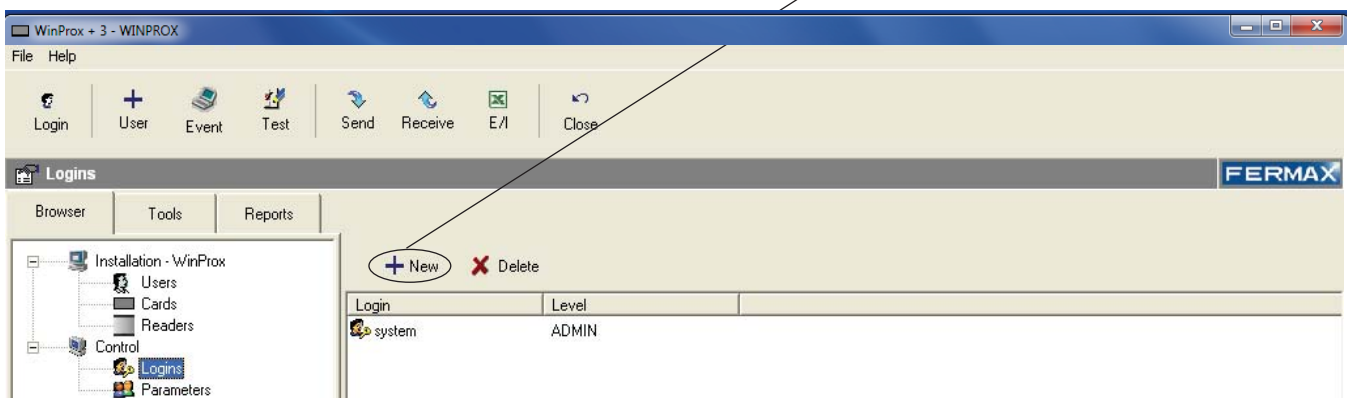 WinProx + 3 - WINPROX
File Help
Login User Event Test Send Receive E/I Close
Logins FERMAX
Browser Tools Reports
Installation - WinProx
Users
Cards
Readers
Control
Logins
Parameters
New Delete
Login Level
system ADMIN